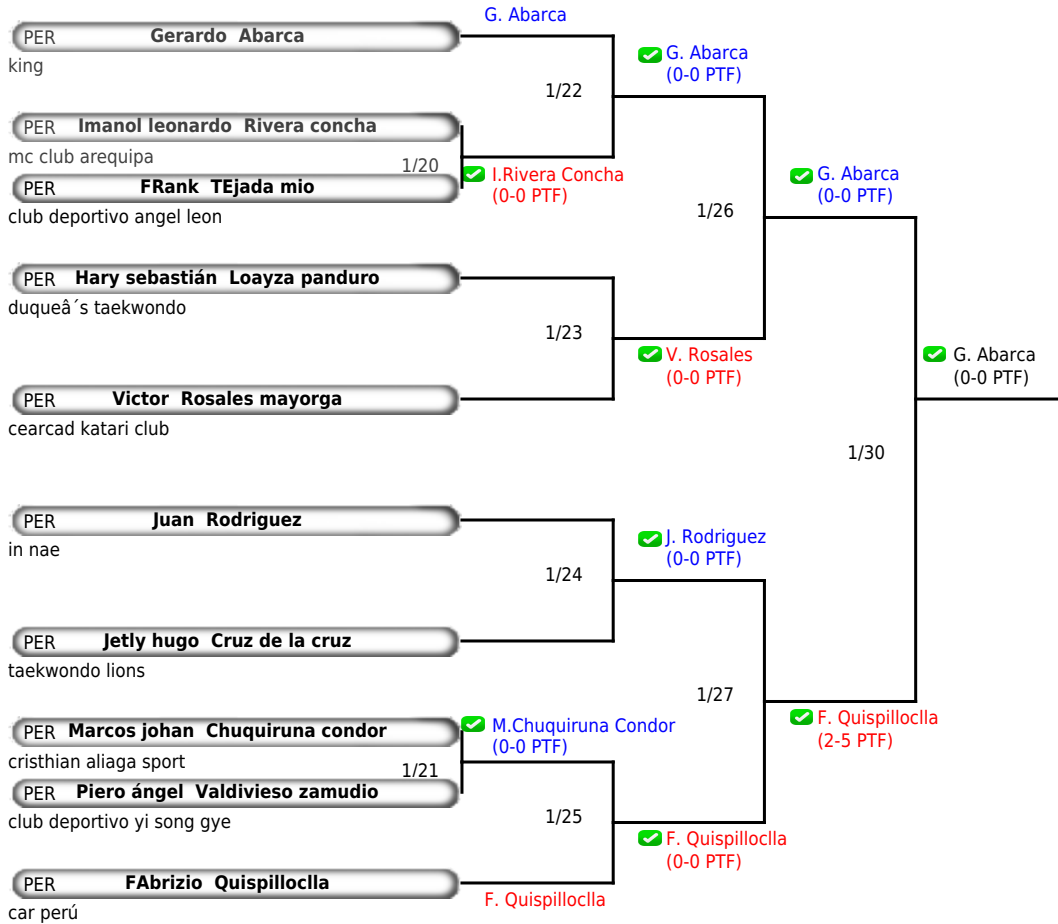 G. Abarca
PER Gerardo Abarca
king
G. Abarca
(0-0 PTF)
1/22
PER Imanol leonardo Rivera concha
mc club arequipa
1/20
I.Rivera Concha
(0-0 PTF)
PER FRank TEjada mio
club deportivo angel leon
G. Abarca
(0-0 PTF)
1/26
PER Hary sebastián Loayza panduro
duqueâ´s taekwondo
1/23
V. Rosales
(0-0 PTF)
G. Abarca
(0-0 PTF)
PER Victor Rosales mayorga
cearcad katari club
1/30
PER Juan Rodriguez
in nae
J. Rodriguez
(0-0 PTF)
1/24
PER Jetly hugo Cruz de la cruz
taekwondo lions
1/27
F. Quispilloclla
(2-5 PTF)
PER Marcos johan Chuquiruna condor
cristhian aliaga sport
M.Chuquiruna Condor
(0-0 PTF)
1/21
PER Piero ángel Valdivieso zamudio
club deportivo yi song gye
1/25
F. Quispilloclla
(0-0 PTF)
PER FAbrizio Quispilloclla
car perú
F. Quispilloclla